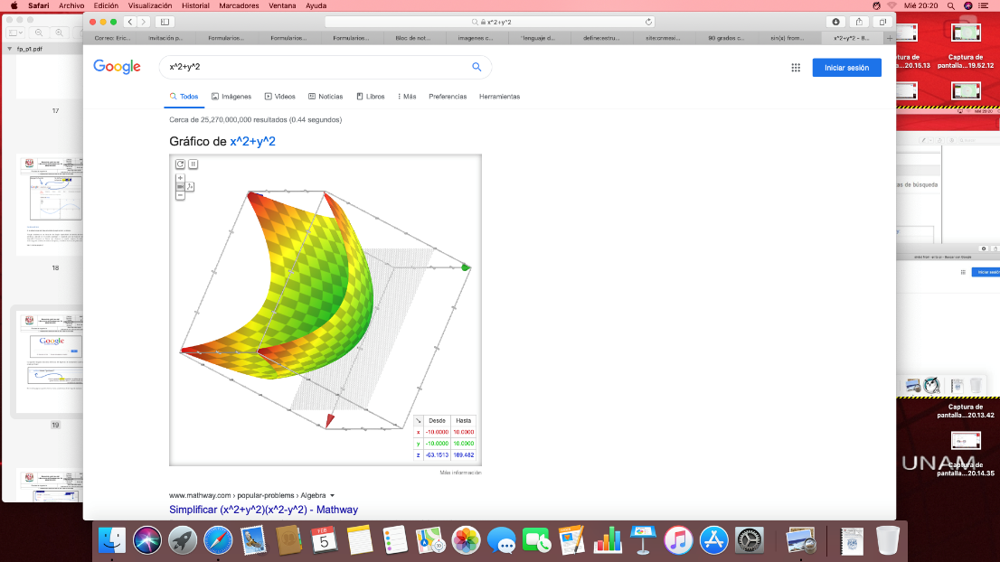 Safari Archivo Edición Visualización Historial Marcadores Ventana Ayuda Mié 20:20
x^2+y^2
Correo: Eric... Invitación p... Formularios... Formularios... Formularios... Bloc de not... imagenes c... "lenguaje d... define:estru... site:conexi... 90 grados c... sin(x) from... x^2+y^2 - B...
fp_p1.pdf
Google x^2+y^2 Iniciar sesión
Todos Imágenes Videos Noticias Libros Más Preferencias Herramientas
Cerca de 25,270,000,000 resultados (0.44 segundos)
Gráfico de x^2+y^2
Desde Hasta
x -10.0000 10.0000
y -10.0000 10.0000
z -63.1513 189.482
Más información
www.mathway.com › popular-problems › Algebra
Simplificar (x^2+y^2)(x^2-y^2) - Mathway
17
18
19
Google
tura de
...20.15.13
Captura de
pantalla...19.52.12
as de búsqueda
Captura de
pantalla...20.13.42
Captura de
pantalla...20.14.35
UNAM
FEB
5